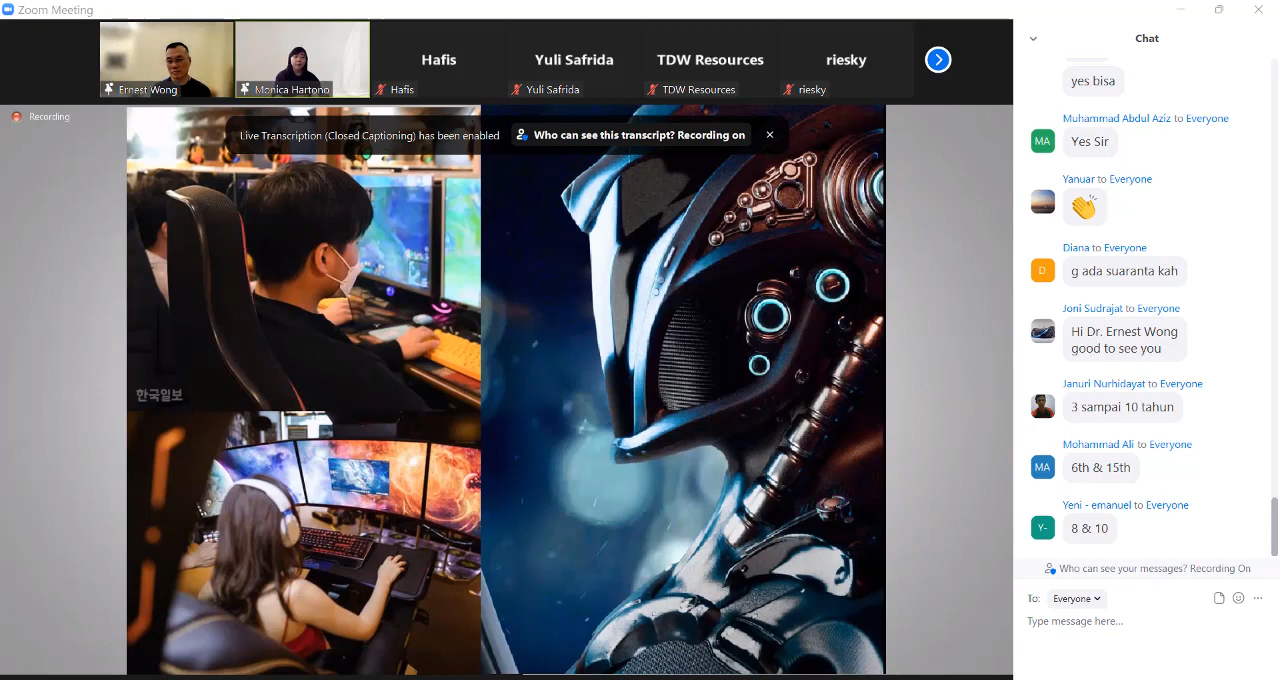 Zoom Meeting
Ernest Wong
Monica Hartono
Hafis
Hafis
Yuli Safrida
Yuli Safrida
TDW Resources
TDW Resources
riesky
riesky
Recording
Live Transcription (Closed Captioning) has been enabled
Who can see this transcript? Recording on
한국일보
Chat
yes bisa
Muhammad Abdul Aziz to Everyone
MA
Yes Sir
Yanuar to Everyone
Diana to Everyone
D
g ada suaranta kah
Joni Sudrajat to Everyone
Hi Dr. Ernest Wong
good to see you
Januri Nurhidayat to Everyone
3 sampai 10 tahun
Mohammad Ali to Everyone
MA
6th & 15th
Yeni - emanuel to Everyone
Y-
8 & 10
Who can see your messages? Recording On
To: Everyone
Type message here...